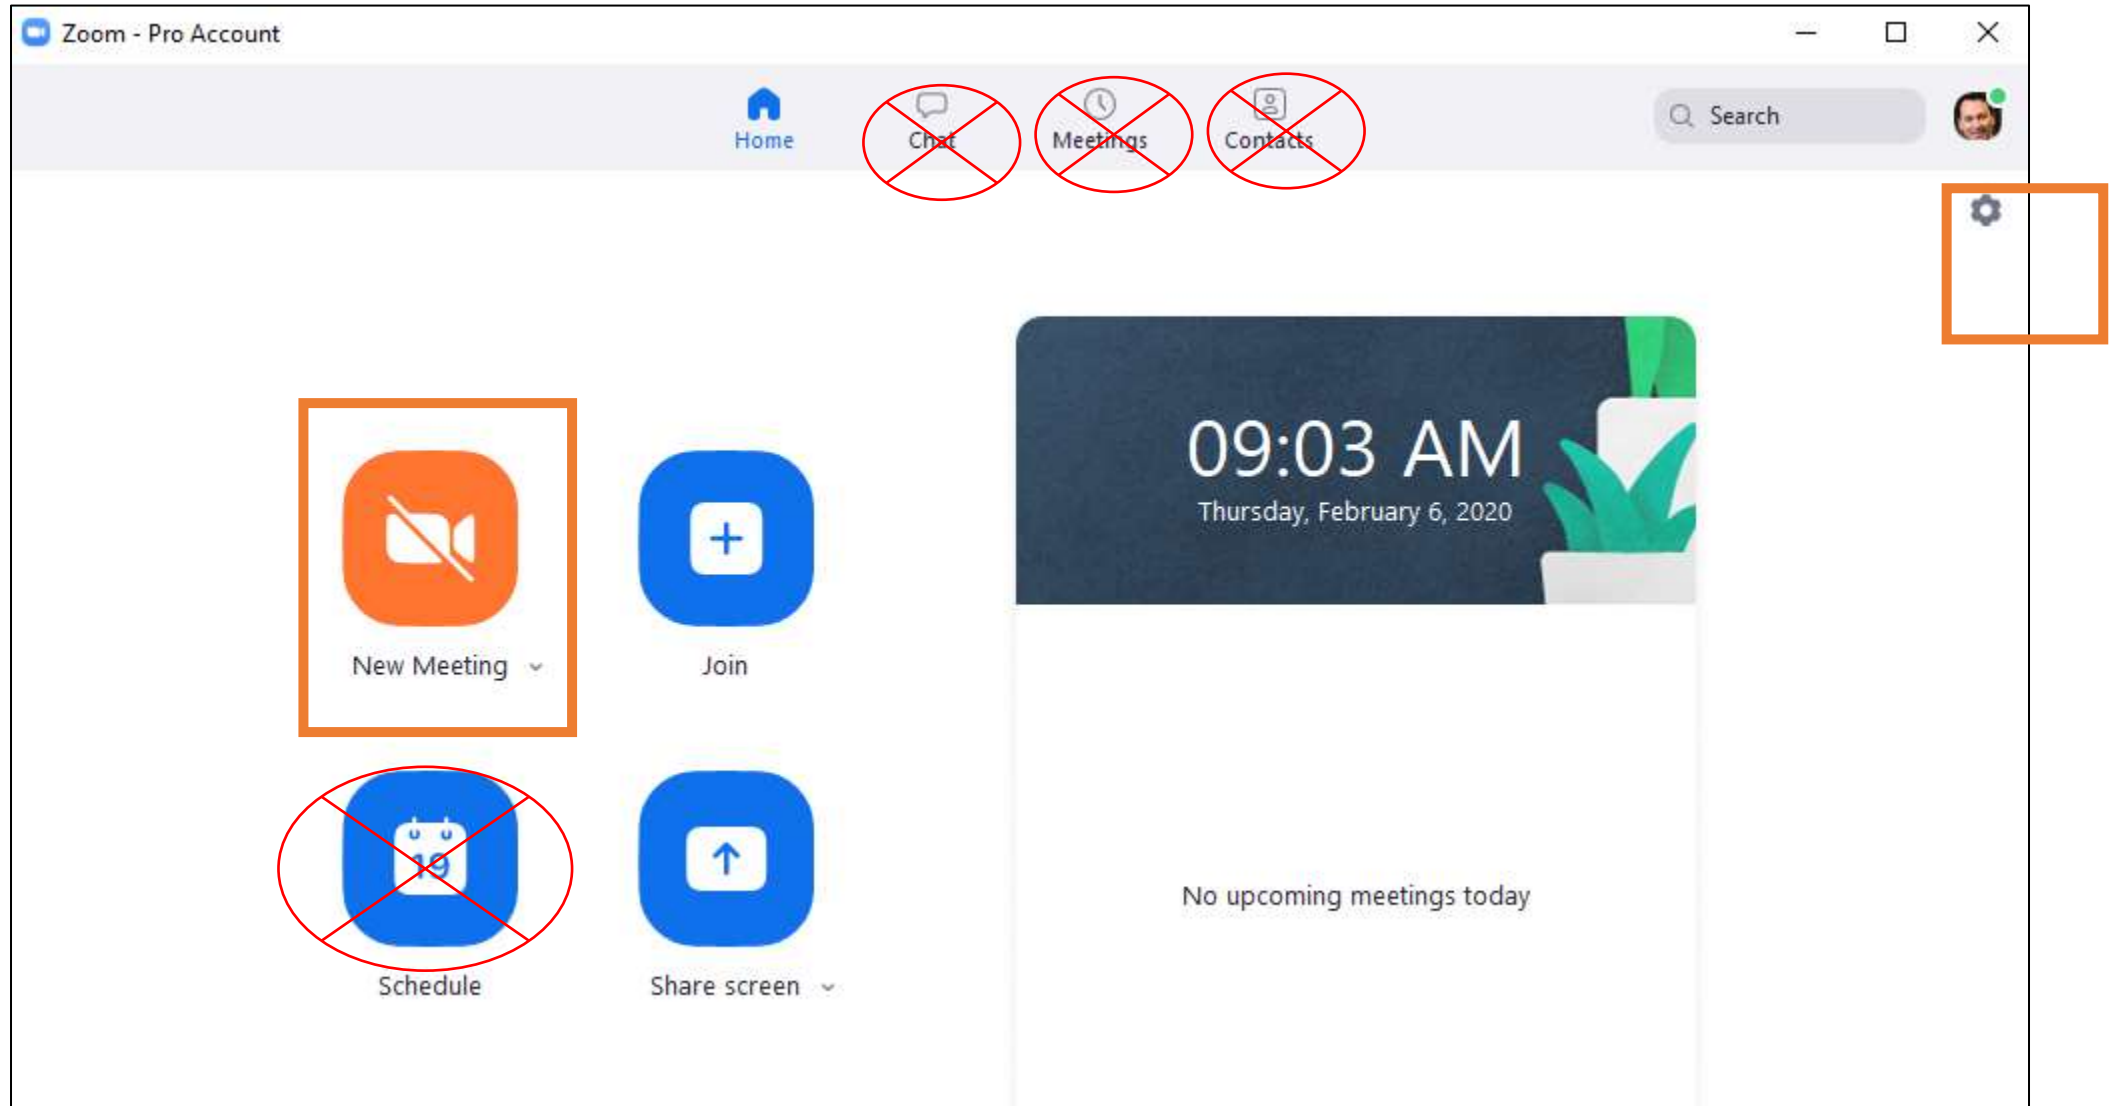 Zoom - Pro Account
Home
Chat
Meetings
Contacts
Search
09:03 AM
Thursday, February 6, 2020
New Meeting
Join
19
Schedule
Share screen
No upcoming meetings today